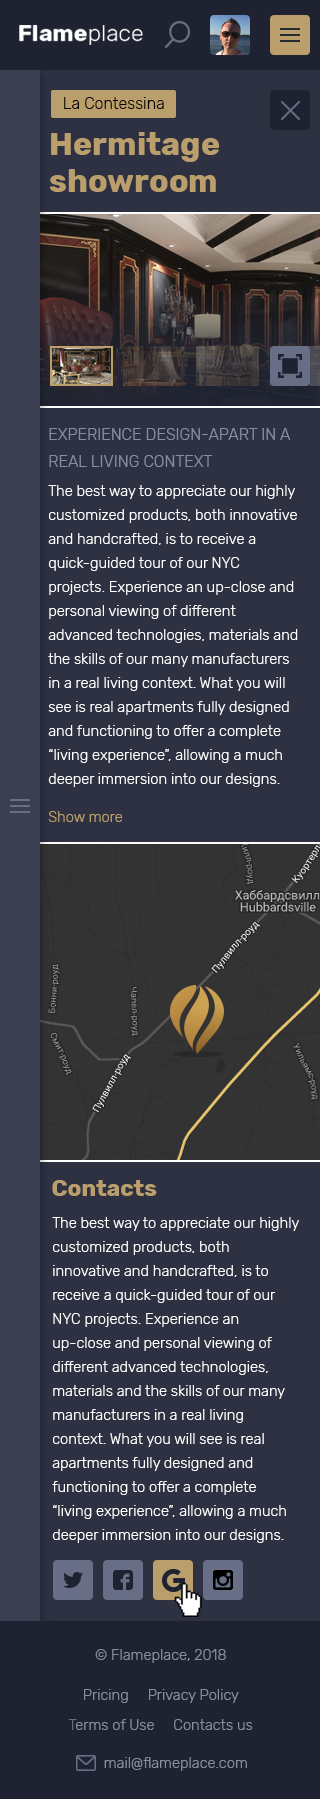 Flameplace
La Contessina
Hermitage
showroom
EXPERIENCE DESIGN-APART IN A
REAL LIVING CONTEXT
The best way to appreciate our highly
customized products, both innovative
and handcrafted, is to receive a
quick-guided tour of our NYC
projects. Experience an up-close and
personal viewing of different
advanced technologies, materials and
the skills of our many manufacturers
in a real living context. What you will
see is real apartments fully designed
and functioning to offer a complete
“living experience”, allowing a much
deeper immersion into our designs.
Show more
Хаббардсвилл
Hubbardsville
Пулвилл-роуд
Чапел-роуд
Бонни-роуд
Смит-роуд
Пулвилл-роуд
Уильямс-роуд
Contacts
The best way to appreciate our highly
customized products, both
innovative and handcrafted, is to
receive a quick-guided tour of our
NYC projects. Experience an
up-close and personal viewing of
different advanced technologies,
materials and the skills of our many
manufacturers in a real living
context. What you will see is real
apartments fully designed and
functioning to offer a complete
“living experience”, allowing a much
deeper immersion into our designs.
© Flameplace, 2018
Pricing Privacy Policy
Terms of Use Contacts us
mail@flameplace.com